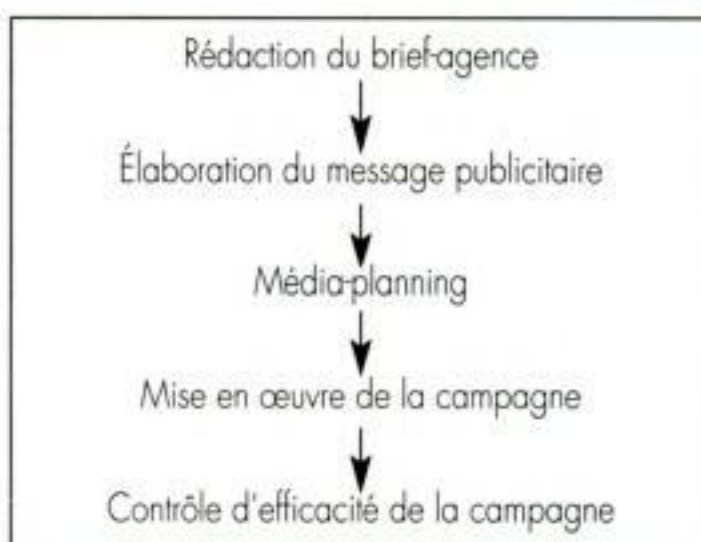 Rédaction du brief-agence
Élaboration du message publicitaire
Média-planning
Mise en œuvre de la campagne
Contrôle d'efficacité de la campagne